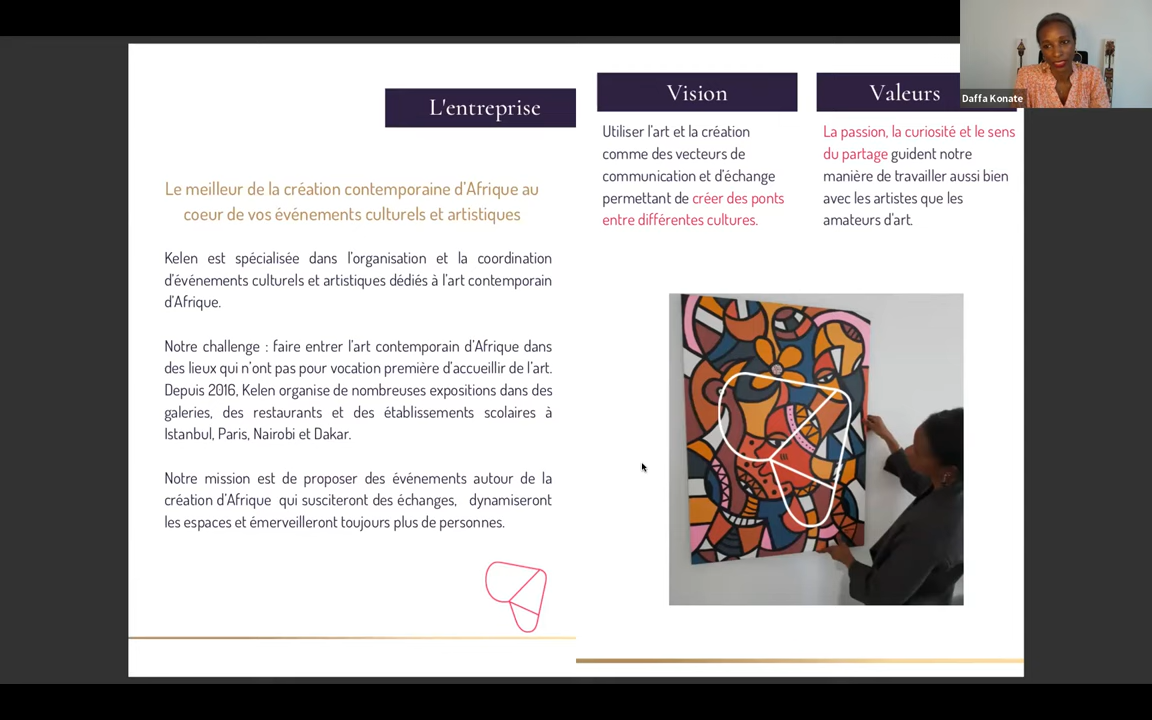 L'entreprise
Le meilleur de la création contemporaine d'Afrique au
coeur de vos événements culturels et artistiques
Kelen est spécialisée dans l'organisation et la coordination
d'événements culturels et artistiques dédiés à l'art contemporain
d'Afrique.
Notre challenge : faire entrer l'art contemporain d'Afrique dans
des lieux qui n'ont pas pour vocation première d'accueillir de l'art.
Depuis 2016, Kelen organise de nombreuses expositions dans des
galeries, des restaurants et des établissements scolaires à
Istanbul, Paris, Nairobi et Dakar.
Notre mission est de proposer des événements autour de la
création d'Afrique qui susciteront des échanges, dynamiseront
les espaces et émerveilleront toujours plus de personnes.
Vision
Utiliser l'art et la création
comme des vecteurs de
communication et d'échange
permettant de créer des ponts
entre différentes cultures.
Valeurs
La passion, la curiosité et le sens
du partage guident notre
manière de travailler aussi bien
avec les artistes que les
amateurs d'art.
Daffa Konate